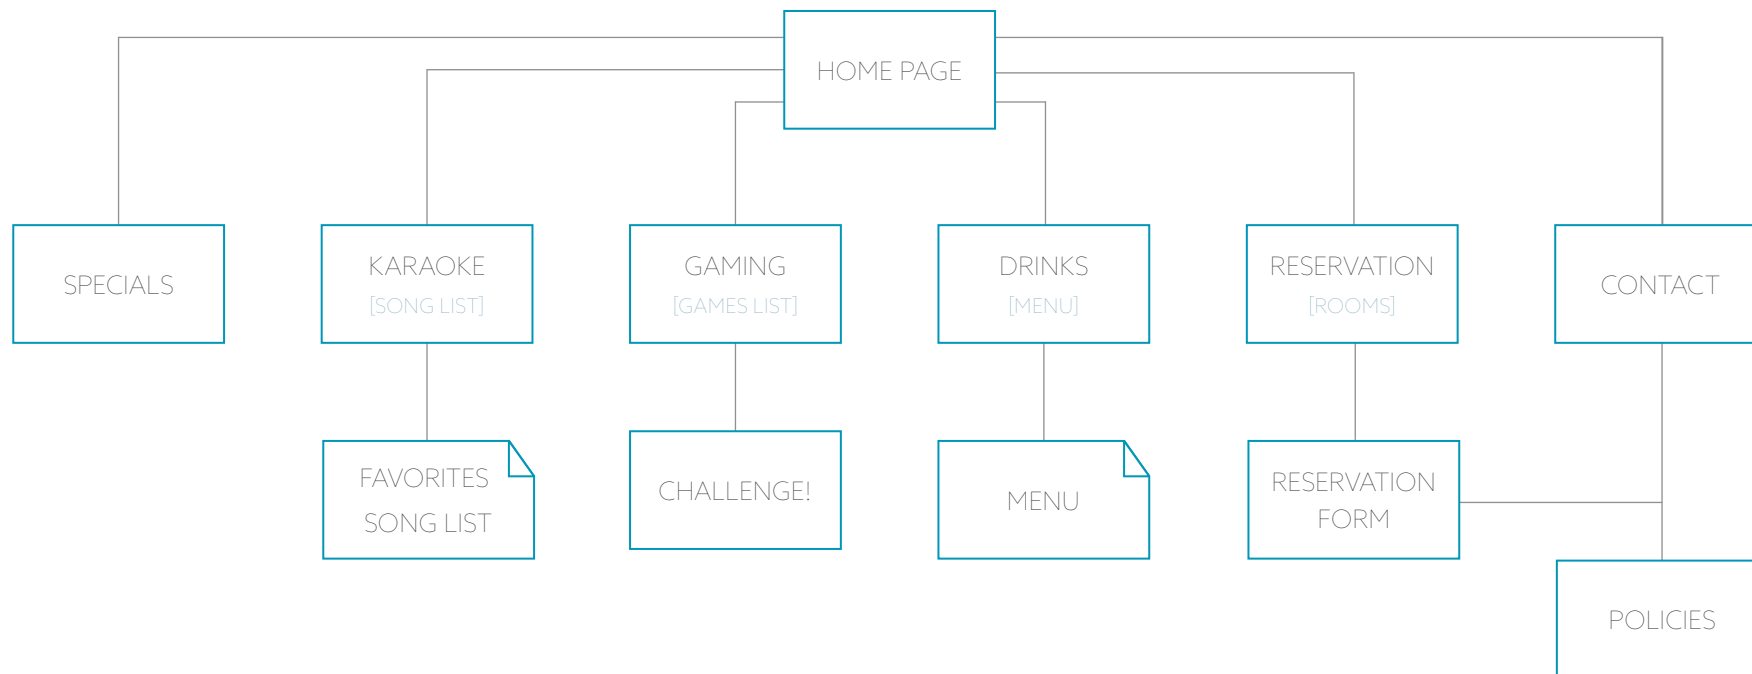 HOME PAGE
SPECIALS
KARAOKE
[SONG LIST]
GAMING
[GAMES LIST]
DRINKS
[MENU]
RESERVATION
[ROOMS]
CONTACT
FAVORITES
SONG LIST
CHALLENGE!
MENU
RESERVATION
FORM
POLICIES